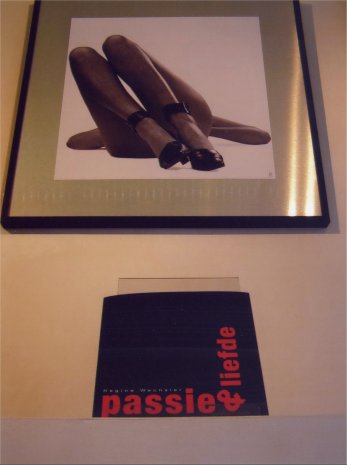 Regine Wechsler
passie &
liefde